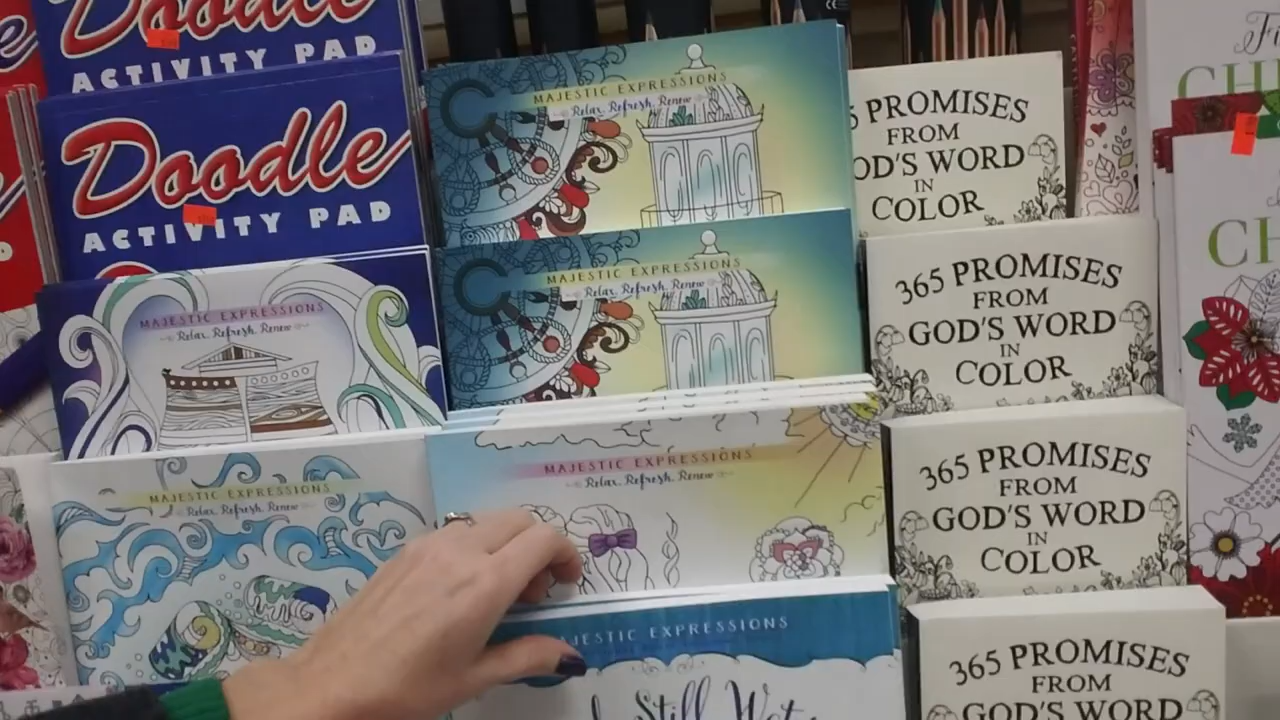 Doodle
ACTIVITY PAD
Doodle
ACTIVITY PAD
MAJESTIC EXPRESSIONS
Relax. Refresh. Renew
MAJESTIC EXPRESSIONS
Relax. Refresh. Renew
MAJESTIC EXPRESSIONS
Relax. Refresh. Renew
MAJESTIC EXPRESSIONS
Relax. Refresh. Renew
MAJESTIC EXPRESSIONS
Relax. Refresh. Renew
MAJESTIC EXPRESSIONS
Still
PROMISES
FROM
GOD'S WORD
IN
COLOR
365 PROMISES
FROM
GOD'S WORD
IN
COLOR
365 PROMISES
FROM
GOD'S WORD
IN
COLOR
365 PROMISES
FROM
GOD'S WORD